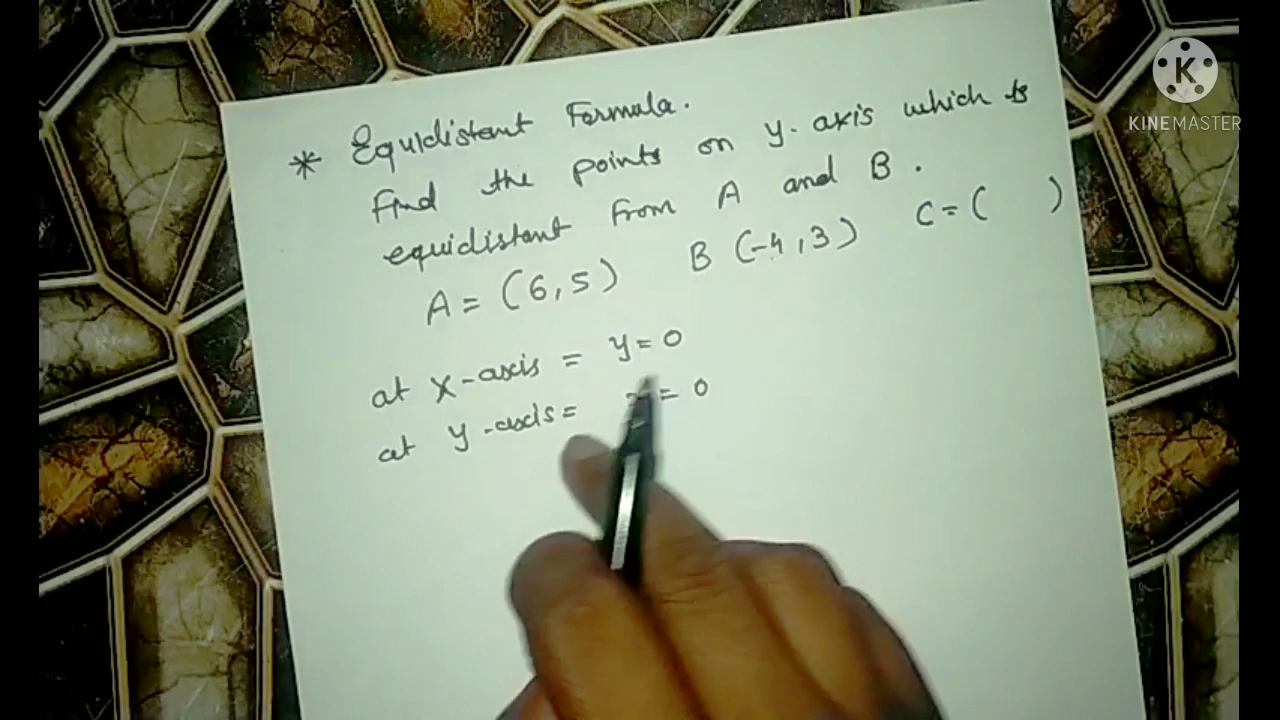 * Equidistant Formula.
Find the points on y-axis which is
equidistant from A and B.
A = (6,5) B (-4,3) C = ( )
at x-axis = y = 0
at y-axis = = 0
K
KINEMASTER